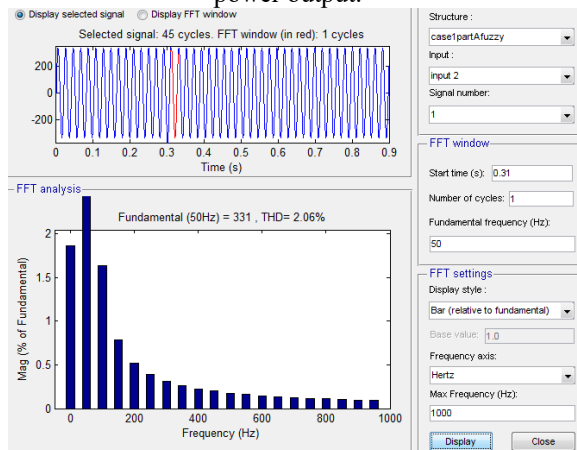 power output.
Display selected signal Display FFT window
Selected signal: 45 cycles. FFT window (in red): 1 cycles
200
0
-200
0 0.1 0.2 0.3 0.4 0.5 0.6 0.7 0.8 0.9
Time (s)
FFT analysis
Fundamental (50Hz) = 331 , THD= 2.06%
2
1.5
1
0.5
0
Mag (% of Fundamental)
0 200 400 600 800 1000
Frequency (Hz)
Structure :
case1partAfuzzy
Input :
input 2
Signal number:
1
FFT window
Start time (s): 0.31
Number of cycles: 1
Fundamental frequency (Hz):
50
FFT settings
Display style :
Bar (relative to fundamental)
Base value: 1.0
Frequency axis:
Hertz
Max Frequency (Hz):
1000
Display Close